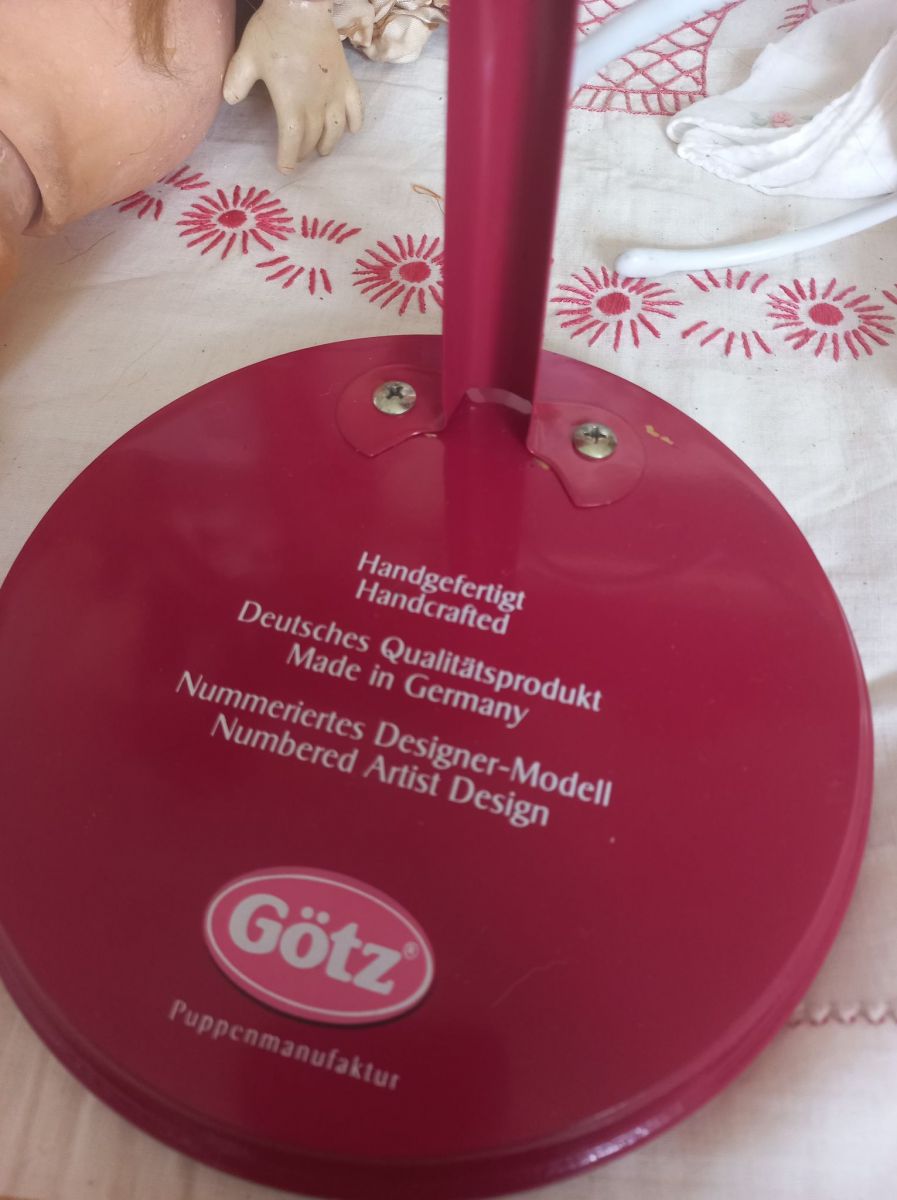 Handgefertigt
Handcrafted
Deutsches Qualitätsprodukt
Made in Germany
Nummeriertes Designer-Modell
Numbered Artist Design
Götz®
Puppenmanufaktur